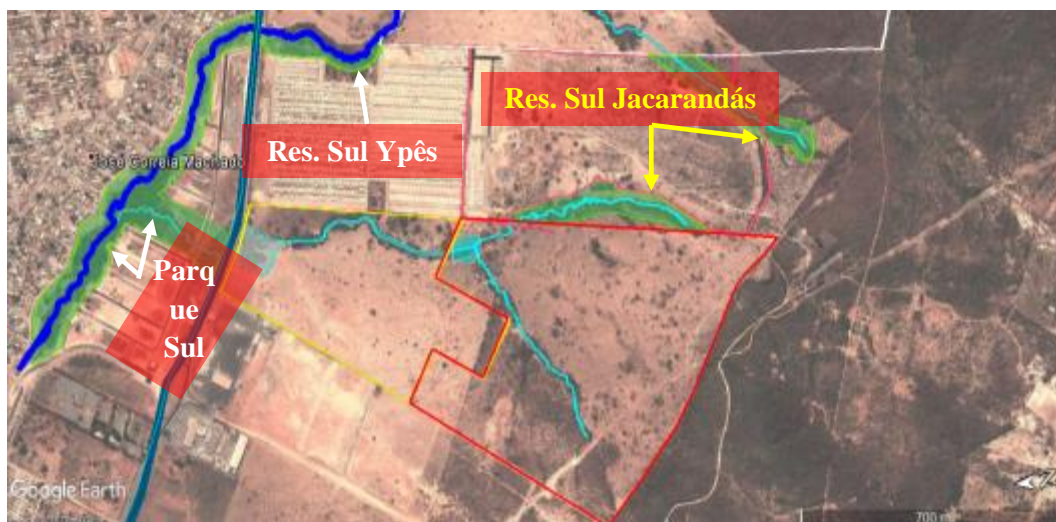 Res. Sul Jacarandás
Res. Sul Ypês
José Correia Machado
Parq
ue
Sul
Google Earth
700 m